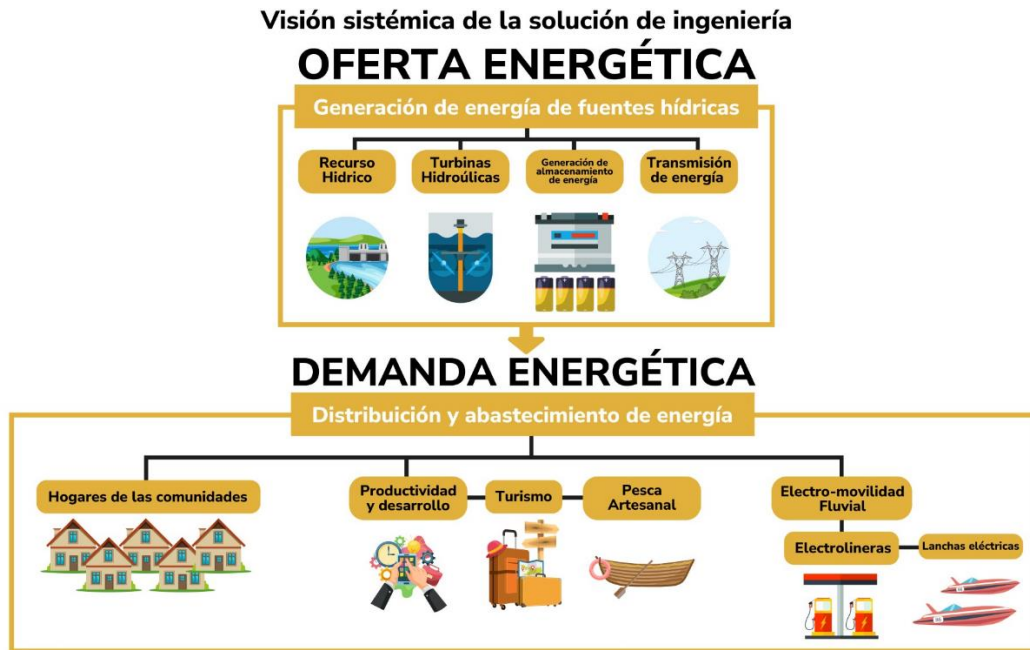 Visión sistémica de la solución de ingeniería
OFERTA ENERGÉTICA
Generación de energía de fuentes hídricas
Recurso
Hidrico
Turbinas
Hidroúlicas
Generación de
almacenamiento
de energía
Transmisión
de energía
DEMANDA ENERGÉTICA
Distribuición y abastecimiento de energía
Hogares de las comunidades
Productividad
y desarrollo
Turismo
Pesca
Artesanal
Electro-movilidad
Fluvial
Electrolineras
Lanchas eléctricas